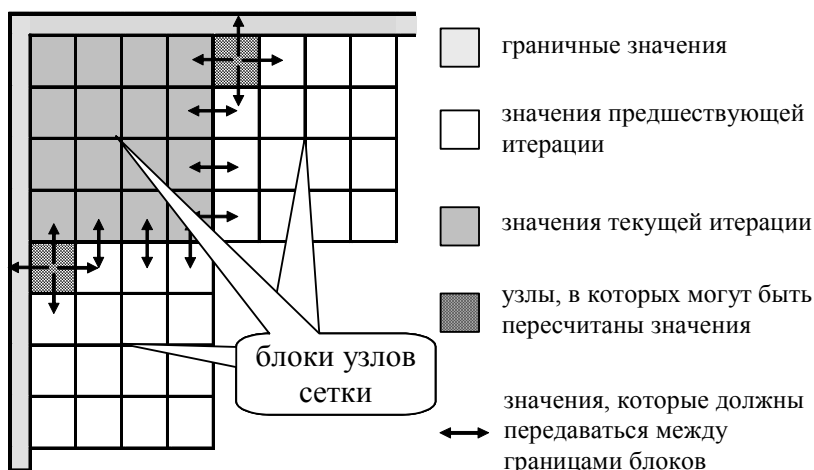 граничные значения
значения предшествующей
итерации
значения текущей итерации
узлы, в которых могут быть
пересчитаны значения
блоки узлов
сетки
значения, которые должны
передаваться между
границами блоков